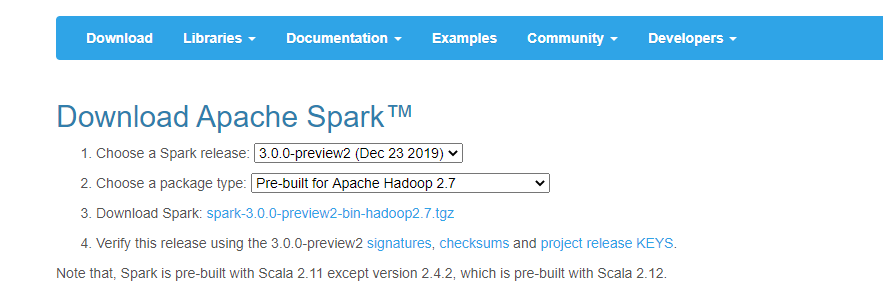 Download Libraries Documentation Examples Community Developers
Download Apache Spark™
1. Choose a Spark release: 3.0.0-preview2 (Dec 23 2019)
2. Choose a package type: Pre-built for Apache Hadoop 2.7
3. Download Spark: spark-3.0.0-preview2-bin-hadoop2.7.tgz
4. Verify this release using the 3.0.0-preview2 signatures, checksums and project release KEYS.
Note that, Spark is pre-built with Scala 2.11 except version 2.4.2, which is pre-built with Scala 2.12.